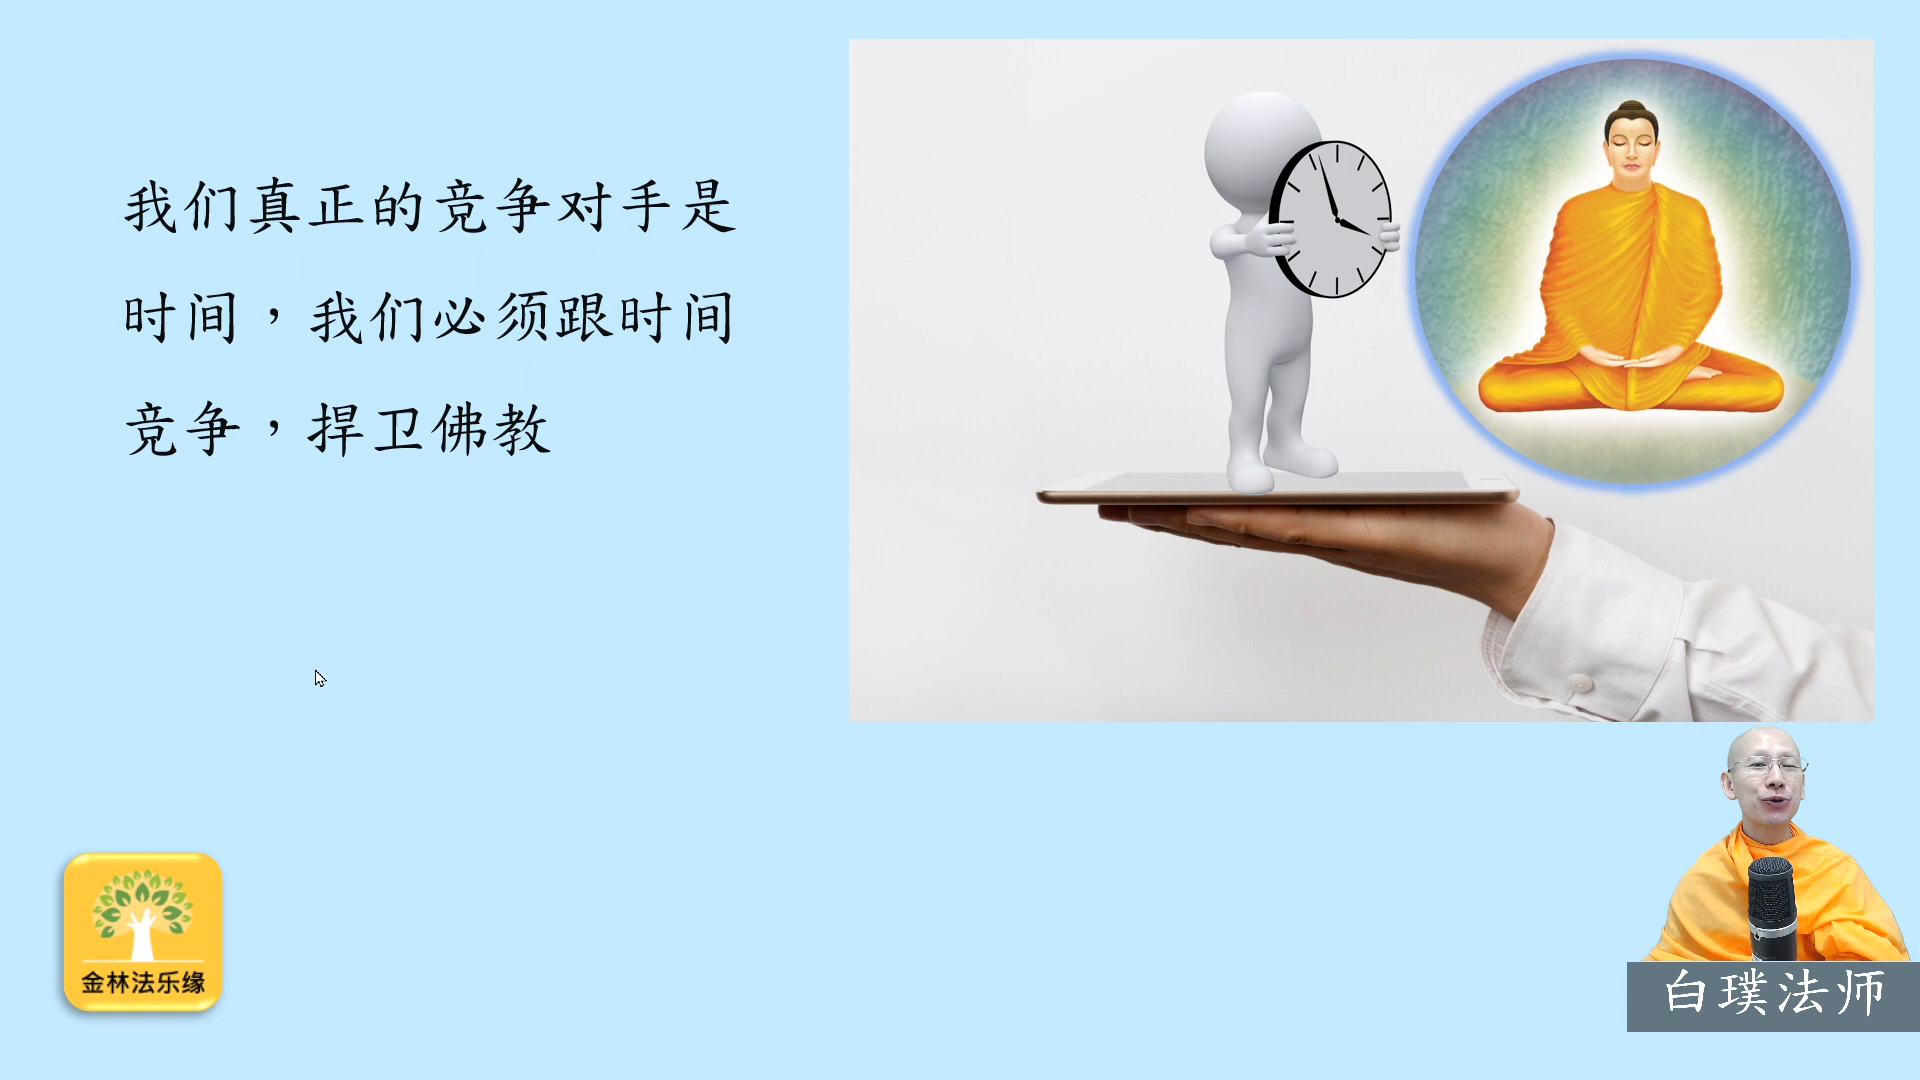 我们真正的竞争对手是
时间，我们必须跟时间
竞争，捍卫佛教
金林法乐缘
白璞法师